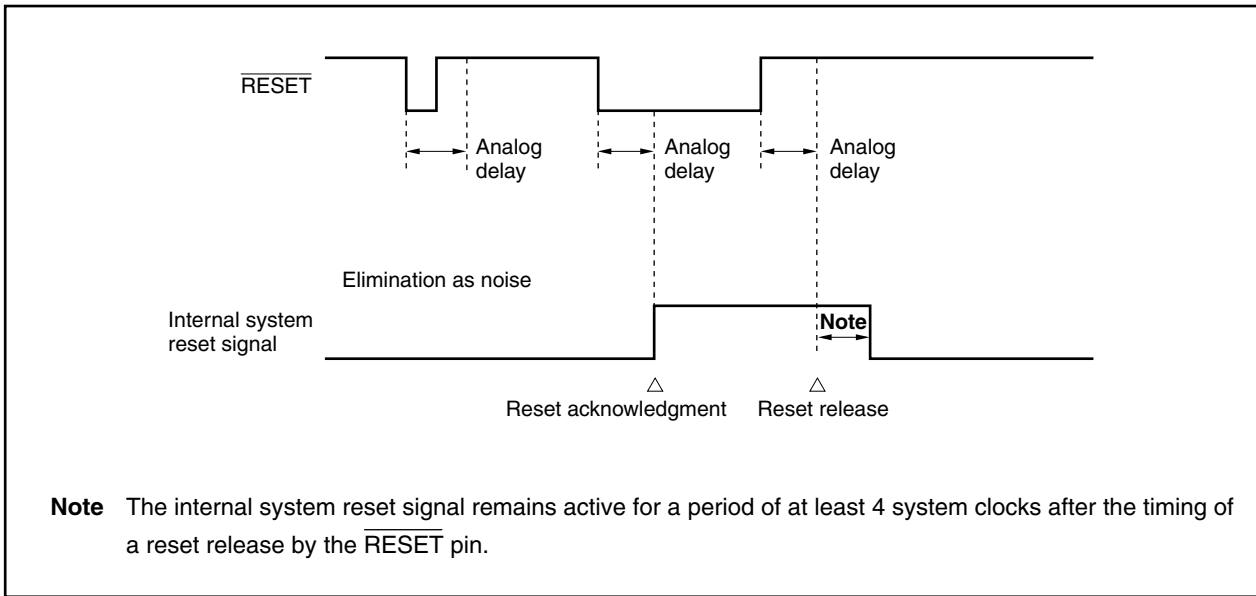 RESET
Analog
delay
Analog
delay
Analog
delay
Elimination as noise
Internal system
reset signal
Note
△
△
Reset acknowledgment
Reset release
Note The internal system reset signal remains active for a period of at least 4 system clocks after the timing of
a reset release by the RESET pin.